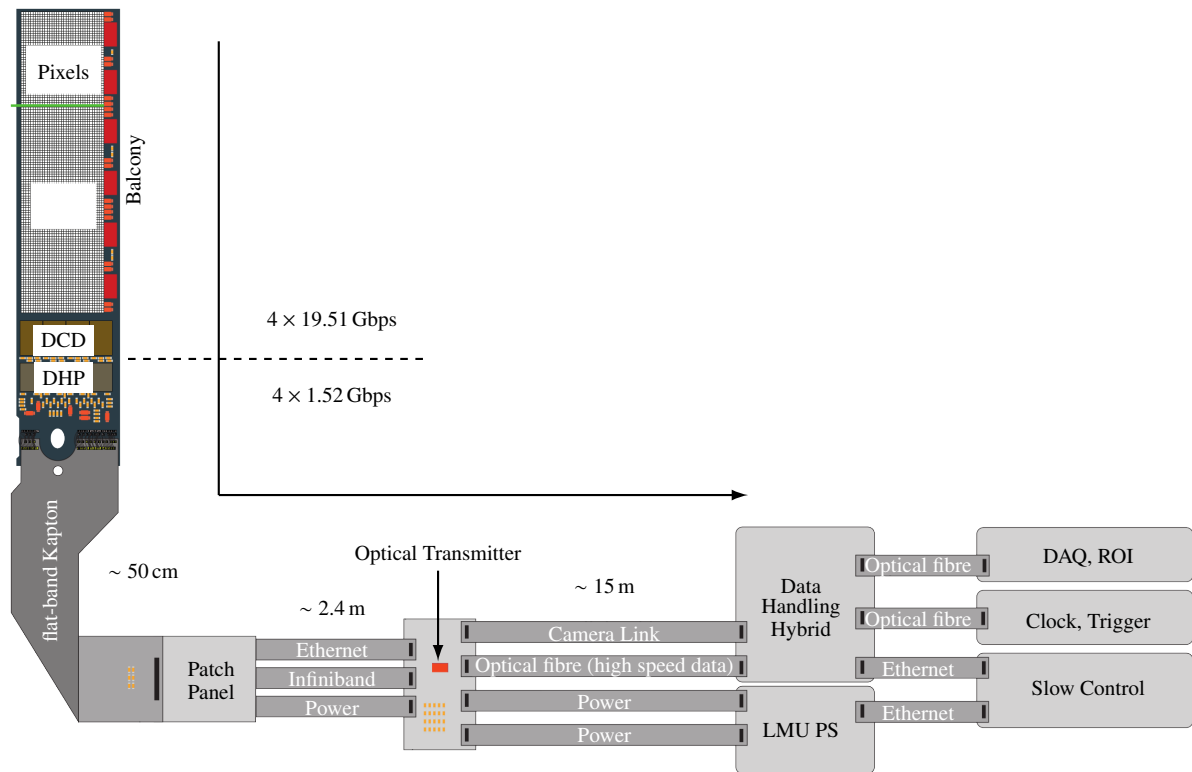 Pixels
Balcony
4 × 19.51 Gbps
DCD
DHP
4 × 1.52 Gbps
flat-band Kapton
~ 50 cm
Optical Transmitter
~ 2.4 m
~ 15 m
Patch
Panel
Ethernet
Infiniband
Power
Camera Link
Optical fibre (high speed data)
Power
Power
Data
Handling
Hybrid
LMU PS
Optical fibre
Optical fibre
Ethernet
Ethernet
DAQ, ROI
Clock, Trigger
Slow Control